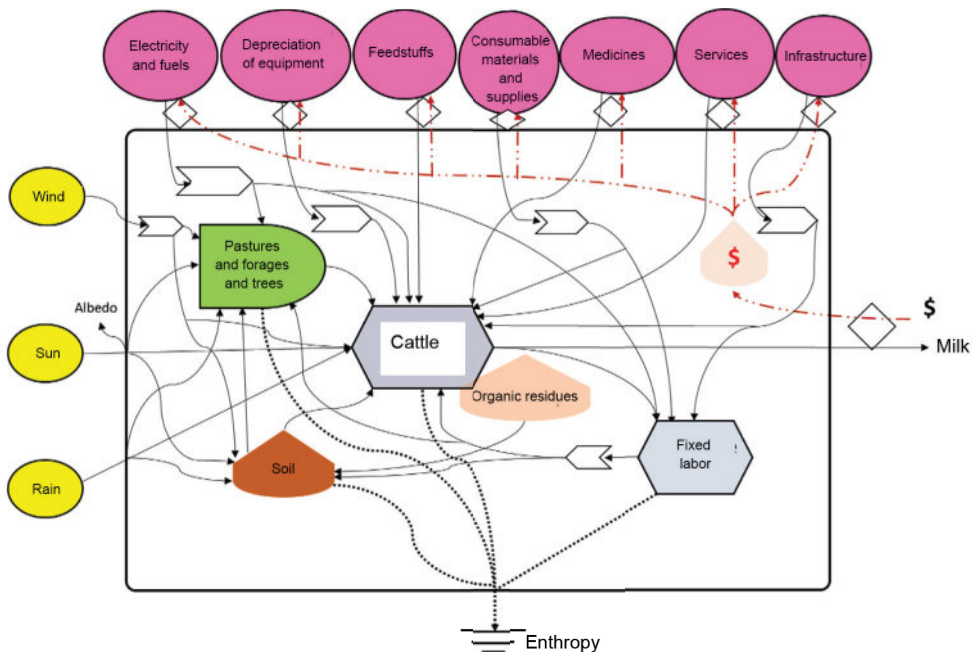 Electricity
and fuels
Depreciation
of equipment
Feedstuffs
Consumable
materials
and
supplies
Medicines
Services
Infrastructure
Wind
Pastures
and forages
and trees
$
$
Albedo
Sun
Cattle
Milk
Organic residues
Fixed
labor
!
Soil
Rain
Enthropy